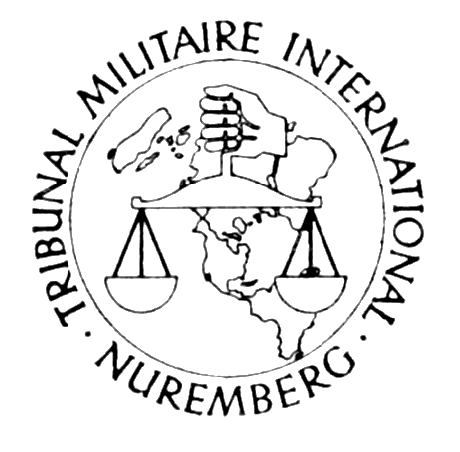 TRIBUNAL MILITAIRE INTERNATIONAL
· NUREMBERG ·